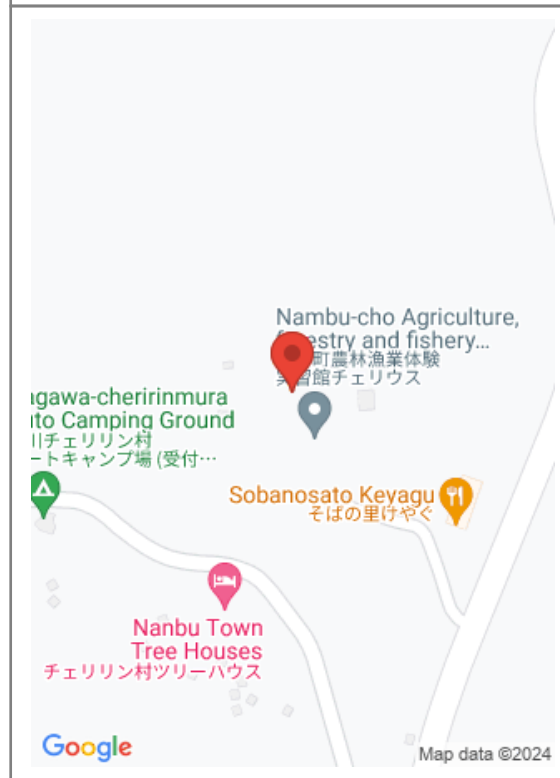 Nambu-cho Agriculture,
estry and fishery...
町農林漁業体験
館チェリウス
agawa-cheririnmura
to Camping Ground
川チェリリン村
ートキャンプ場 (受付…
Sobanosato Keyagu
そばの里けやぐ
Nanbu Town
Tree Houses
チェリリン村ツリーハウス
Google
Map data ©2024